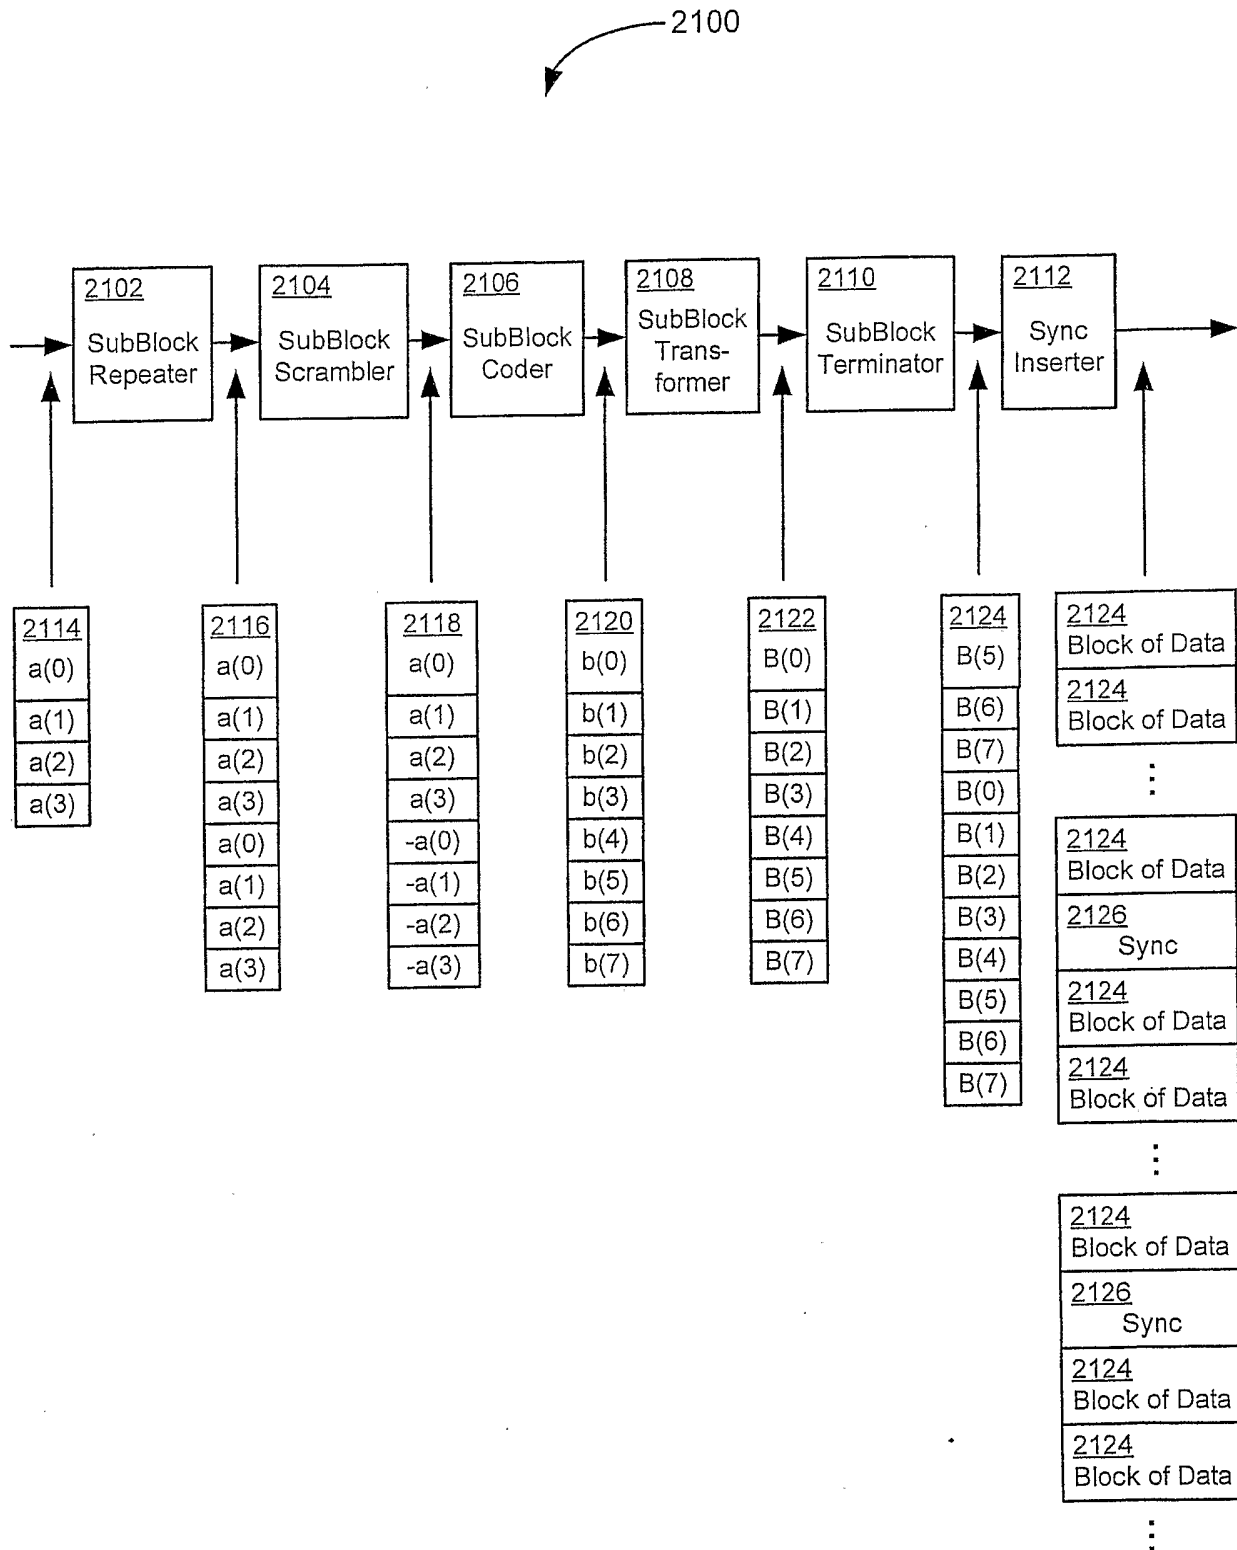 2100
2102
SubBlock
Repeater
2104
SubBlock
Scrambler
2106
SubBlock
Coder
2108
SubBlock
Trans-
former
2110
SubBlock
Terminator
2112
Sync
Inserter
2114
a(0)
a(1)
a(2)
a(3)
2116
a(0)
a(1)
a(2)
a(3)
a(0)
a(1)
a(2)
a(3)
2118
a(0)
a(1)
a(2)
a(3)
-a(0)
-a(1)
-a(2)
-a(3)
2120
b(0)
b(1)
b(2)
b(3)
b(4)
b(5)
b(6)
b(7)
2122
B(0)
B(1)
B(2)
B(3)
B(4)
B(5)
B(6)
B(7)
2124
B(5)
B(6)
B(7)
B(0)
B(1)
B(2)
B(3)
B(4)
B(5)
B(6)
B(7)
2124
Block of Data
2124
Block of Data
2124
Block of Data
2126
Sync
2124
Block of Data
2124
Block of Data
2124
Block of Data
2126
Sync
2124
Block of Data
2124
Block of Data